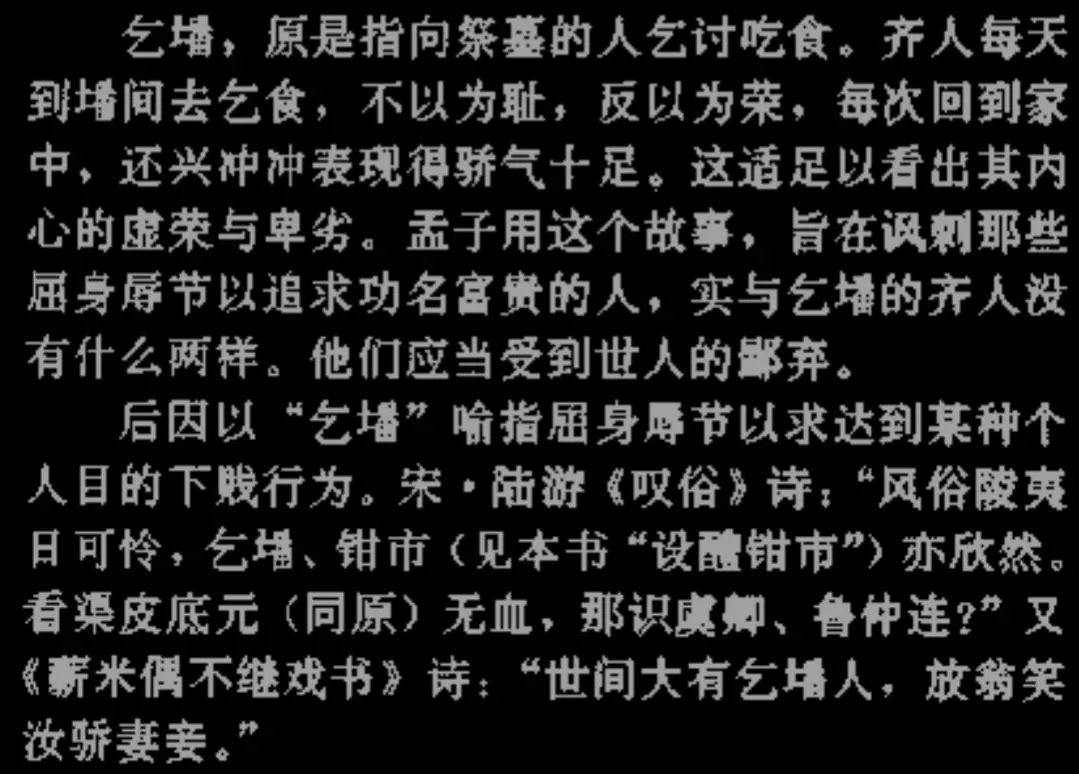 乞墦，原是指向祭墓的人乞讨吃食。齐人每天
到墦间去乞食，不以为耻，反以为荣，每次回到家
中，还兴冲冲表现得骄气十足。这适足以看出其内
心的虚荣与卑劣。孟子用这个故事，旨在讽刺那些
屈身辱节以追求功名富贵的人，实与乞墦的齐人没
有什么两样。他们应当受到世人的鄙弃。
后因以“乞墦”喻指屈身辱节以求达到某种个
人目的下贱行为。宋·陆游《叹俗》诗：“风俗陵夷
日可怜，乞墦、钳市（见本书“设醴钳市”）亦欣然。
看渠皮底元（同原）无血，那识虞卿、鲁仲连?”又
《薪米偶不继戏书》诗：“世间大有乞墦人，放翁笑
汝骄妻妾。”